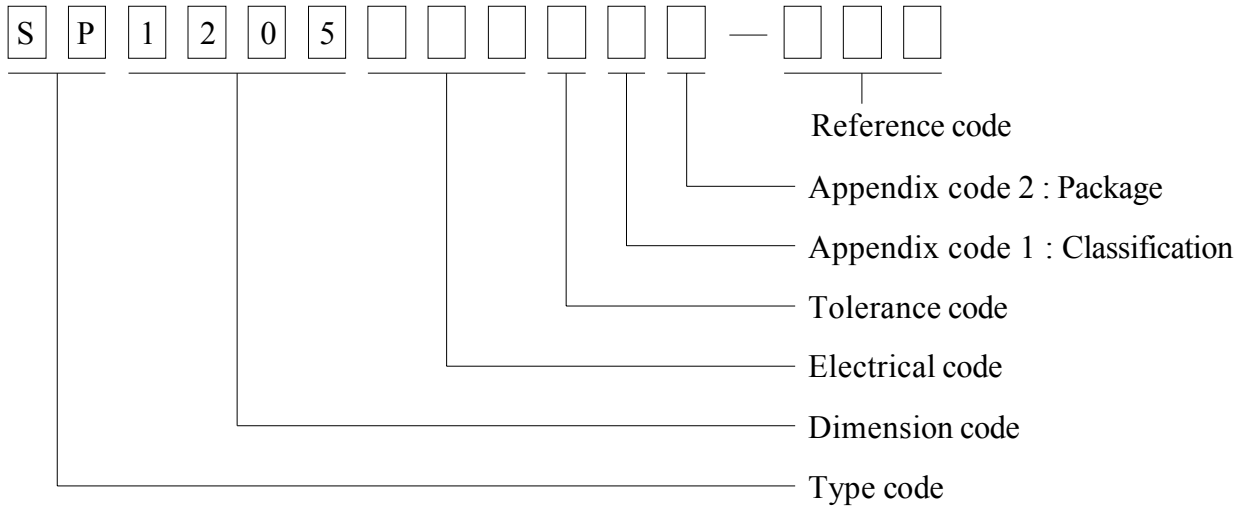 S P 1 2 0 5 —
Reference code
Appendix code 2 : Package
Appendix code 1 : Classification
Tolerance code
Electrical code
Dimension code
Type code